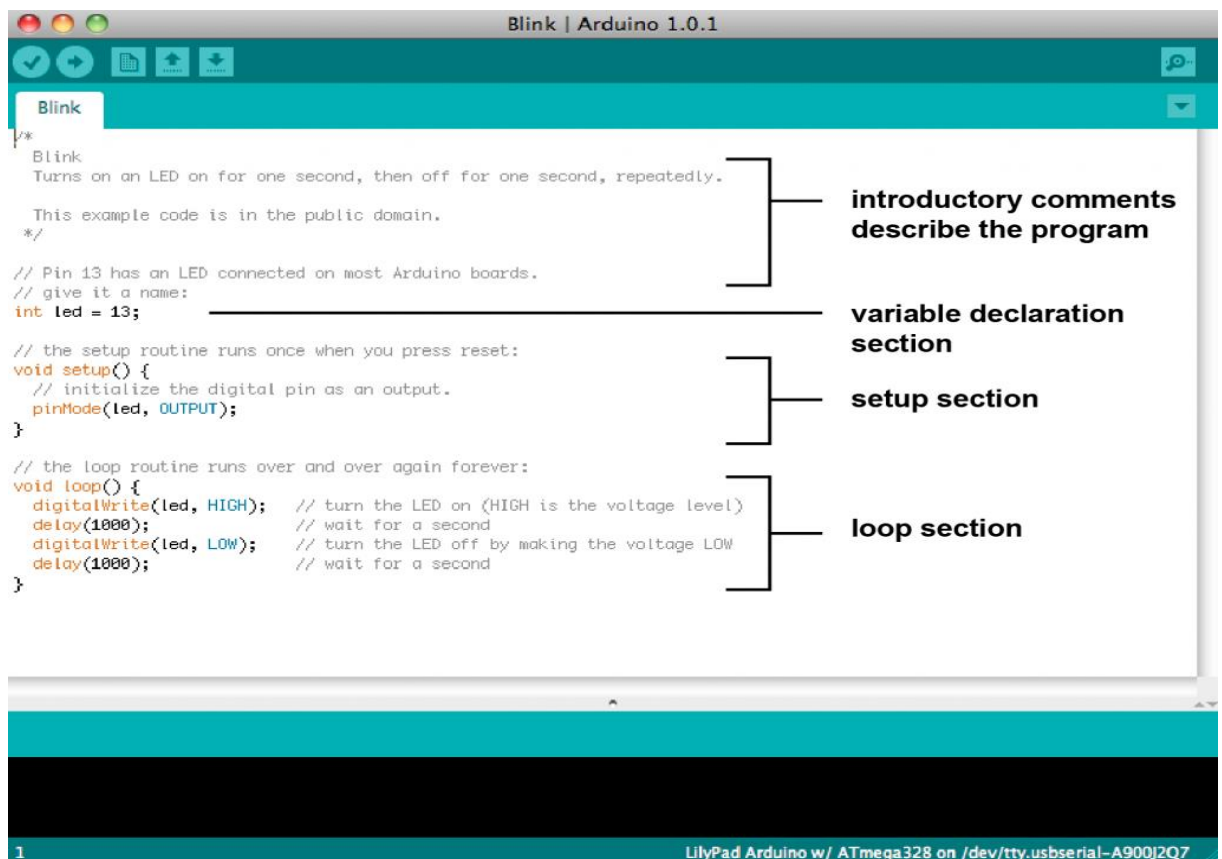 Blink | Arduino 1.0.1
Blink
/*
Blink
Turns on an LED on for one second, then off for one second, repeatedly.
This example code is in the public domain.
*/
introductory comments
describe the program
// Pin 13 has an LED connected on most Arduino boards.
// give it a name:
int led = 13;
variable declaration
section
// the setup routine runs once when you press reset:
void setup() {
// initialize the digital pin as an output.
pinMode(led, OUTPUT);
}
setup section
// the loop routine runs over and over again forever:
void loop() {
digitalWrite(led, HIGH);   // turn the LED on (HIGH is the voltage level)
delay(1000);               // wait for a second
digitalWrite(led, LOW);    // turn the LED off by making the voltage LOW
delay(1000);               // wait for a second
}
loop section
1
LilyPad Arduino w/ ATmega328 on /dev/tty.usbserial-A900J2Q7